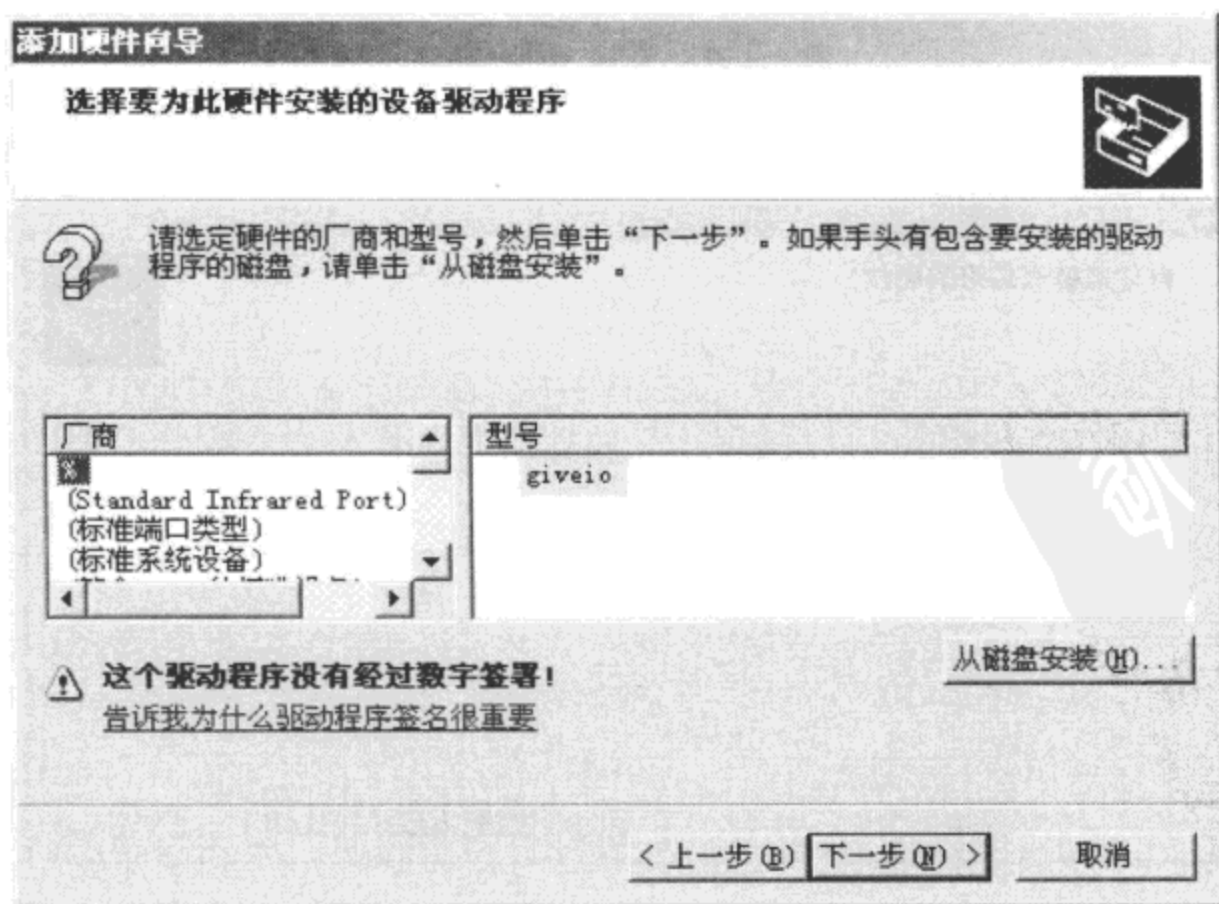 添加硬件向导
选择要为此硬件安装的设备驱动程序
请选定硬件的厂商和型号，然后单击“下一步”。如果手头有包含要安装的驱动
程序的磁盘，请单击“从磁盘安装”。
厂商
型号
%
giveio
(Standard Infrared Port)
(标准端口类型)
(标准系统设备)
从磁盘安装(H)...
这个驱动程序没有经过数字签署!
告诉我为什么驱动程序签名很重要
< 上一步(B)
下一步(N) >
取消